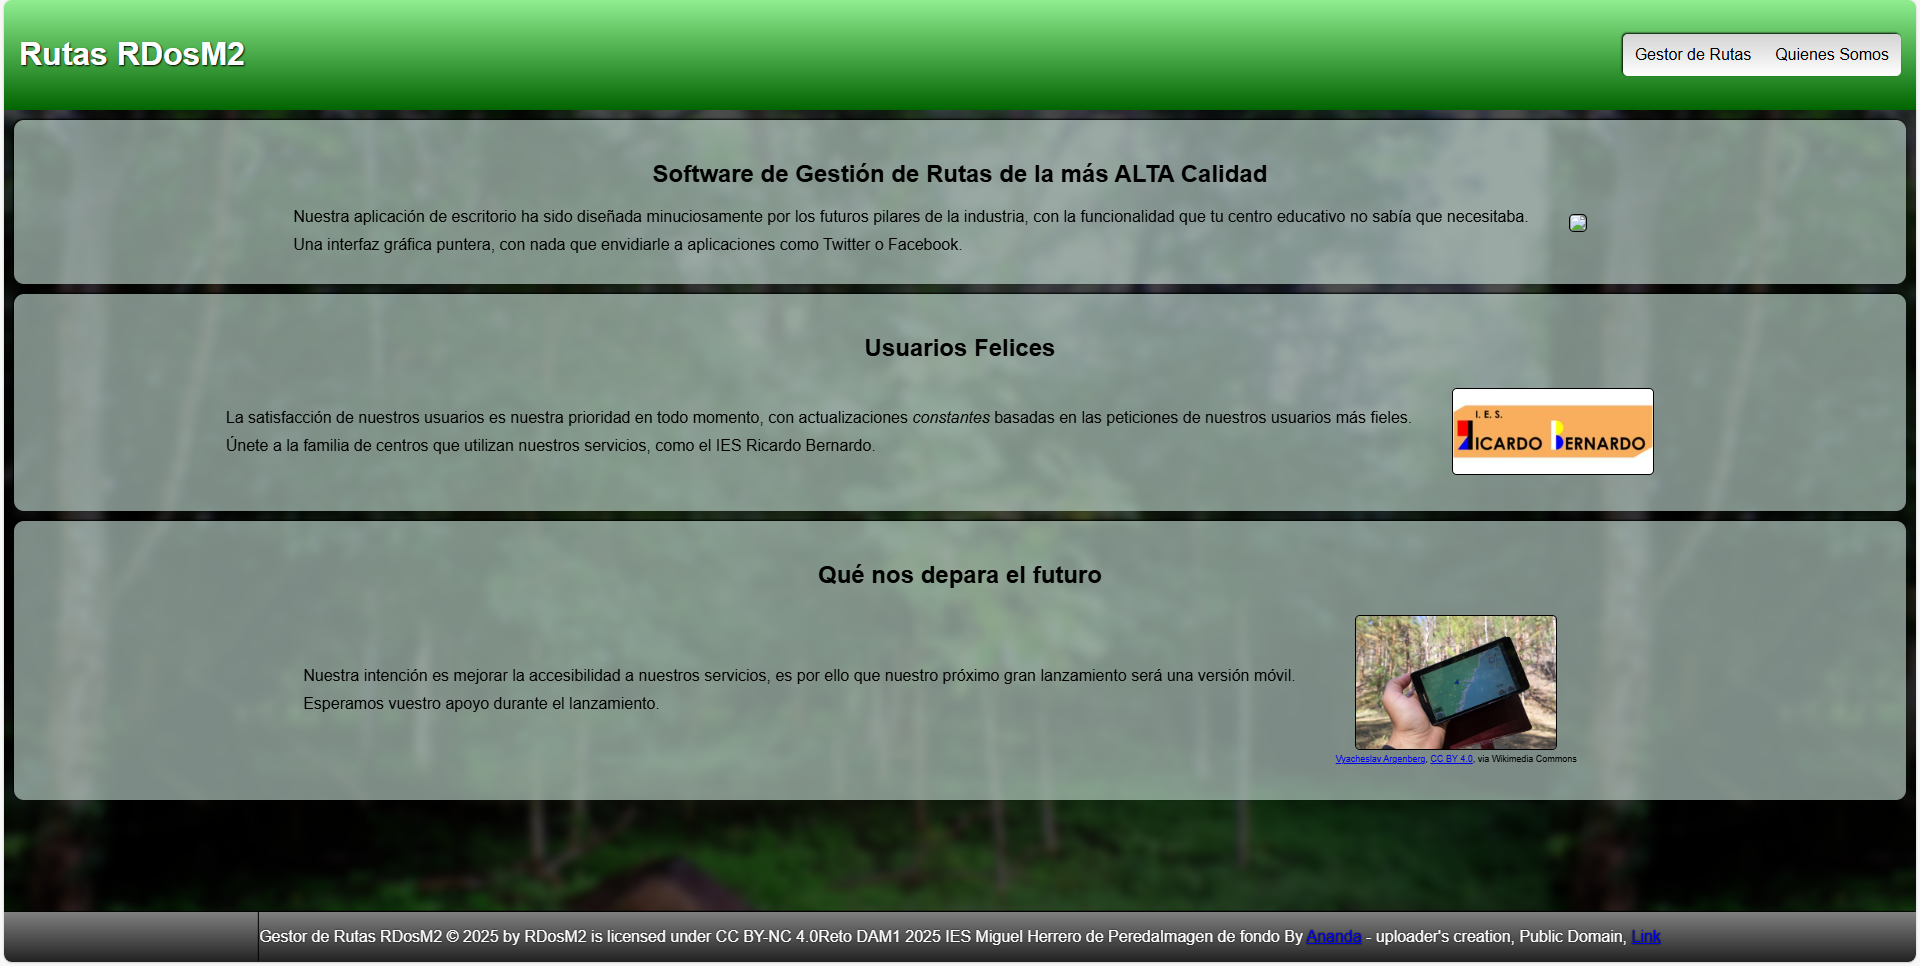 Rutas RDosM2
Gestor de Rutas
Quienes Somos
Software de Gestión de Rutas de la más ALTA Calidad
Nuestra aplicación de escritorio ha sido diseñada minuciosamente por los futuros pilares de la industria, con la funcionalidad que tu centro educativo no sabía que necesitaba.
Una interfaz gráfica puntera, con nada que envidiarle a aplicaciones como Twitter o Facebook.
Usuarios Felices
La satisfacción de nuestros usuarios es nuestra prioridad en todo momento, con actualizaciones constantes basadas en las peticiones de nuestros usuarios más fieles.
Únete a la familia de centros que utilizan nuestros servicios, como el IES Ricardo Bernardo.
I. E. S.
RICARDO BERNARDO
Qué nos depara el futuro
Nuestra intención es mejorar la accesibilidad a nuestros servicios, es por ello que nuestro próximo gran lanzamiento será una versión móvil.
Esperamos vuestro apoyo durante el lanzamiento.
Vyacheslav Argenberg, CC BY 4.0, via Wikimedia Commons
Gestor de Rutas RDosM2 © 2025 by RDosM2 is licensed under CC BY-NC 4.0Reto DAM1 2025 IES Miguel Herrero de PeredaImagen de fondo By Ananda - uploader's creation, Public Domain, Link